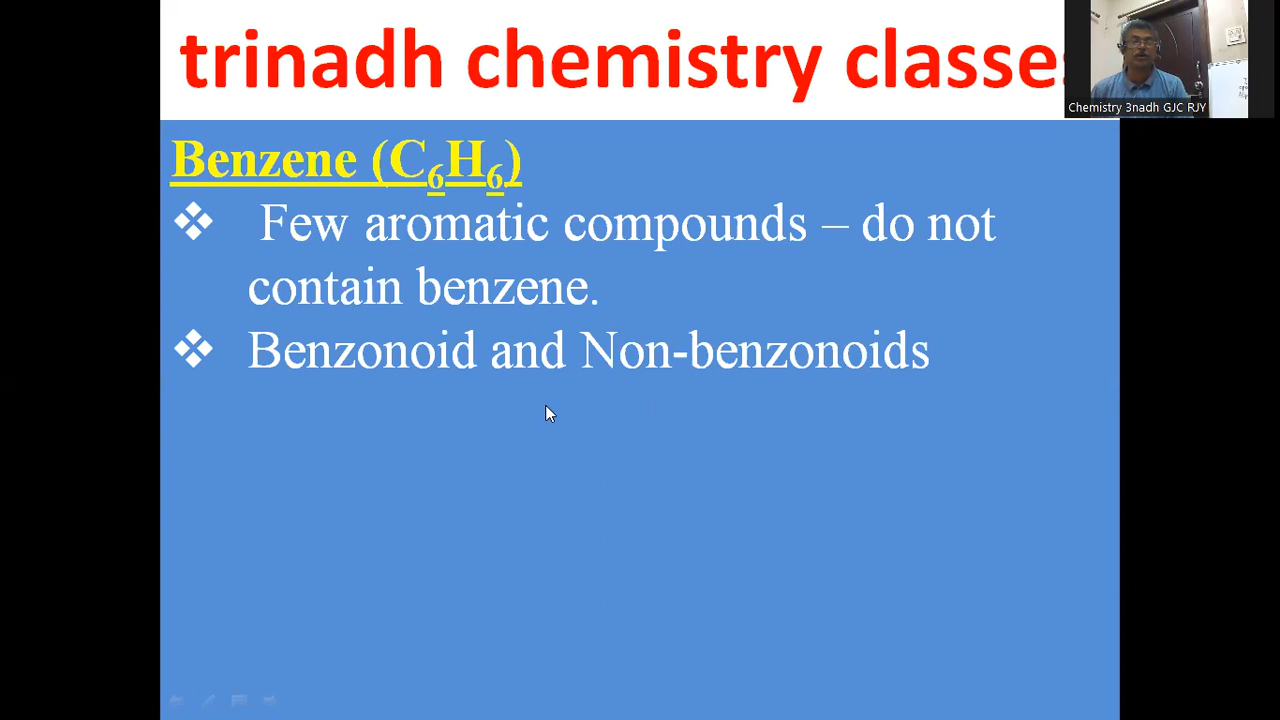 trinadh chemistry classes
Chemistry 3nadh GJC RJY
Benzene (C6H6)
❖ Few aromatic compounds – do not
contain benzene.
❖ Benzonoid and Non-benzonoids